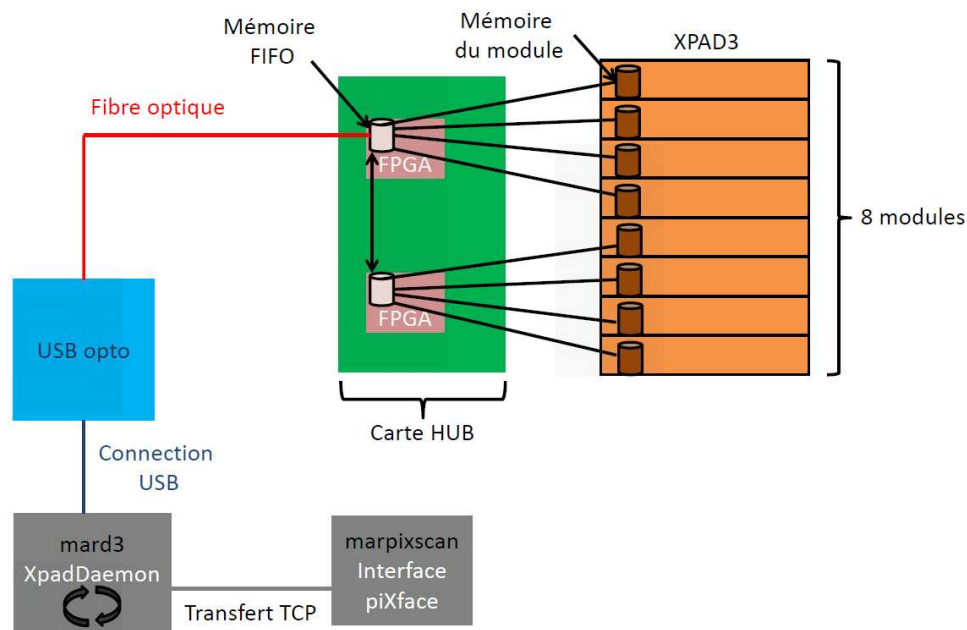 Mémoire
FIFO
Mémoire
du module
XPAD3
Fibre optique
FPGA
8 modules
FPGA
USB opto
Carte HUB
Connection
USB
mard3
XpadDaemon
marpixscan
Interface
piXface
Transfert TCP